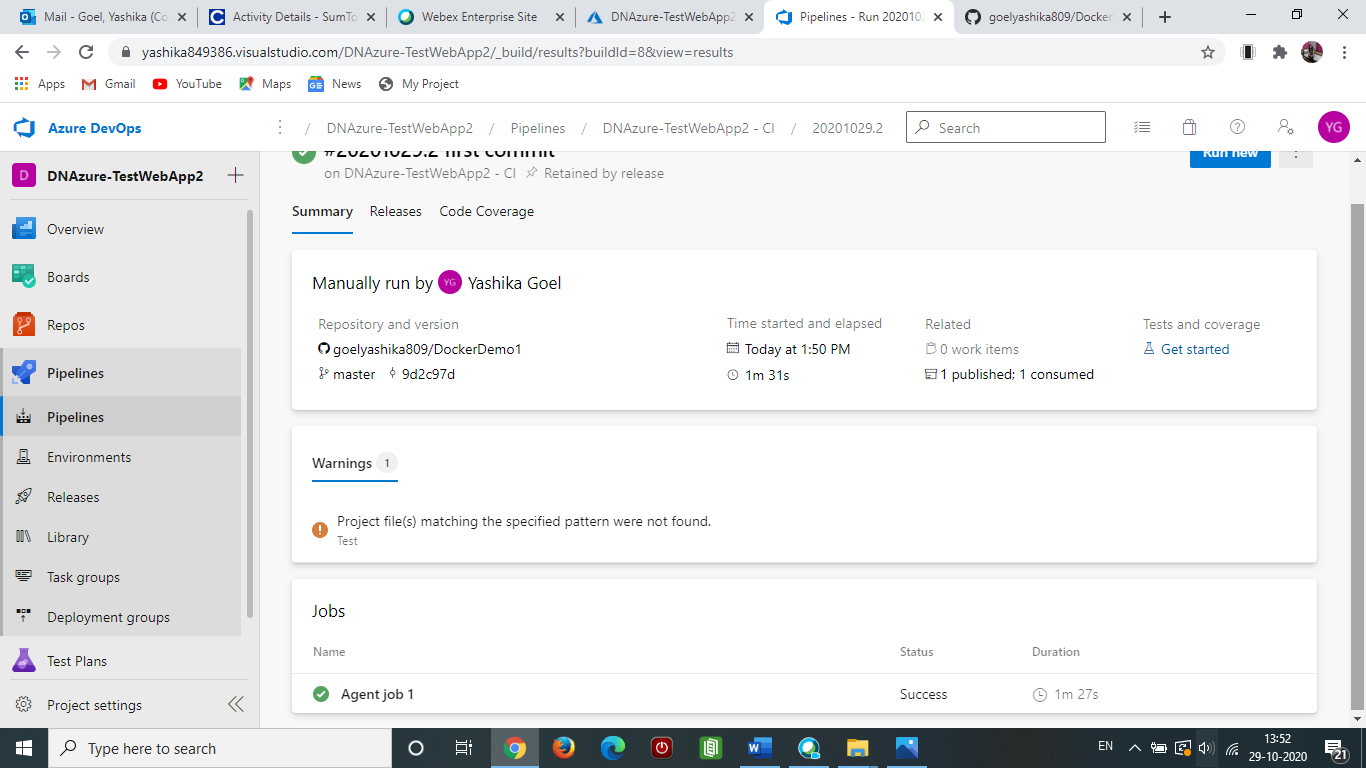 Mail - Goel, Yashika (Co
Activity Details - SumTo
Webex Enterprise Site
DNAzure-TestWebApp2
Pipelines - Run 2020102
goelyashika809/Docker
yashika849386.visualstudio.com/DNAzure-TestWebApp2/_build/results?buildId=8&view=results
Apps
Gmail
YouTube
Maps
News
My Project
Azure DevOps
/ DNAzure-TestWebApp2 / Pipelines / DNAzure-TestWebApp2 - CI / 20201029.2
Search
YG
D
DNAzure-TestWebApp2
Overview
Boards
Repos
Pipelines
Pipelines
Environments
Releases
Library
Task groups
Deployment groups
Test Plans
Project settings
#20201029.2 first commit
on DNAzure-TestWebApp2 - CI Retained by release
Run new
Summary
Releases
Code Coverage
Manually run by YG Yashika Goel
Repository and version
goelyashika809/DockerDemo1
master 9d2c97d
Time started and elapsed
Today at 1:50 PM
1m 31s
Related
0 work items
1 published; 1 consumed
Tests and coverage
Get started
Warnings 1
Project file(s) matching the specified pattern were not found.
Test
Jobs
Name Status Duration
Agent job 1 Success 1m 27s
Type here to search
EN
13:52
29-10-2020
21